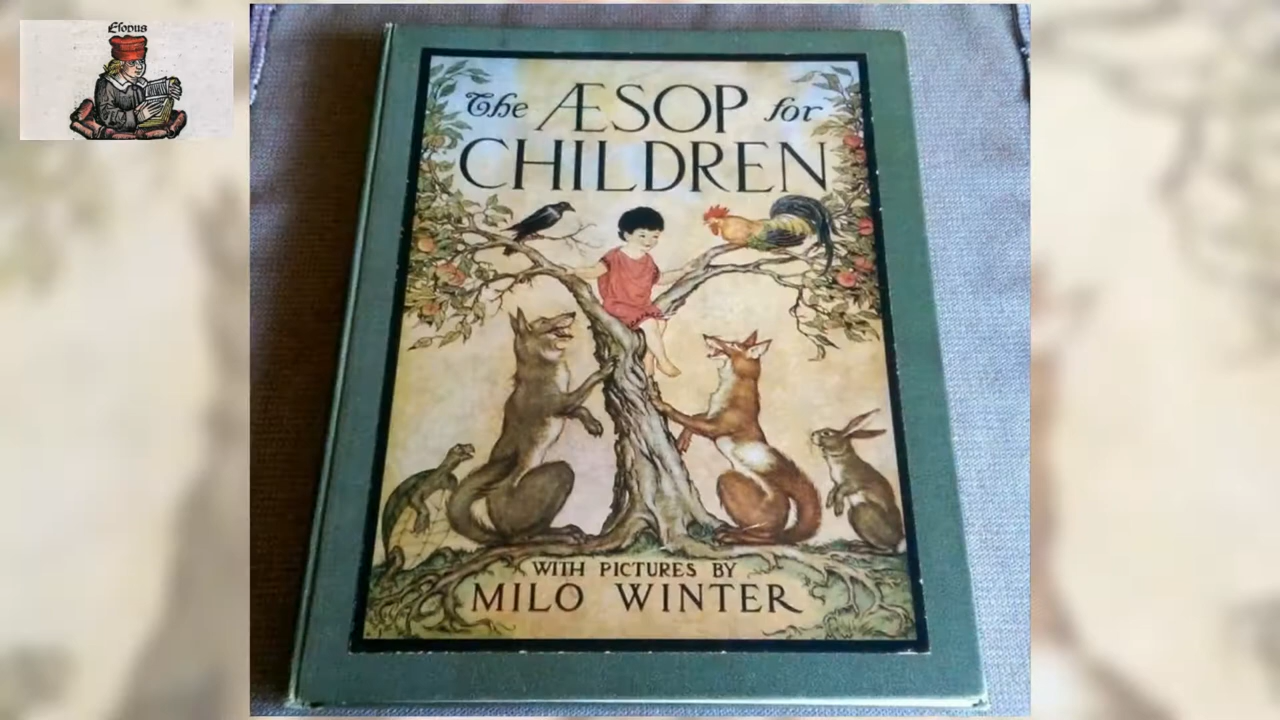 Esopus
The ÆSOP for
CHILDREN
WITH PICTURES BY
MILO WINTER